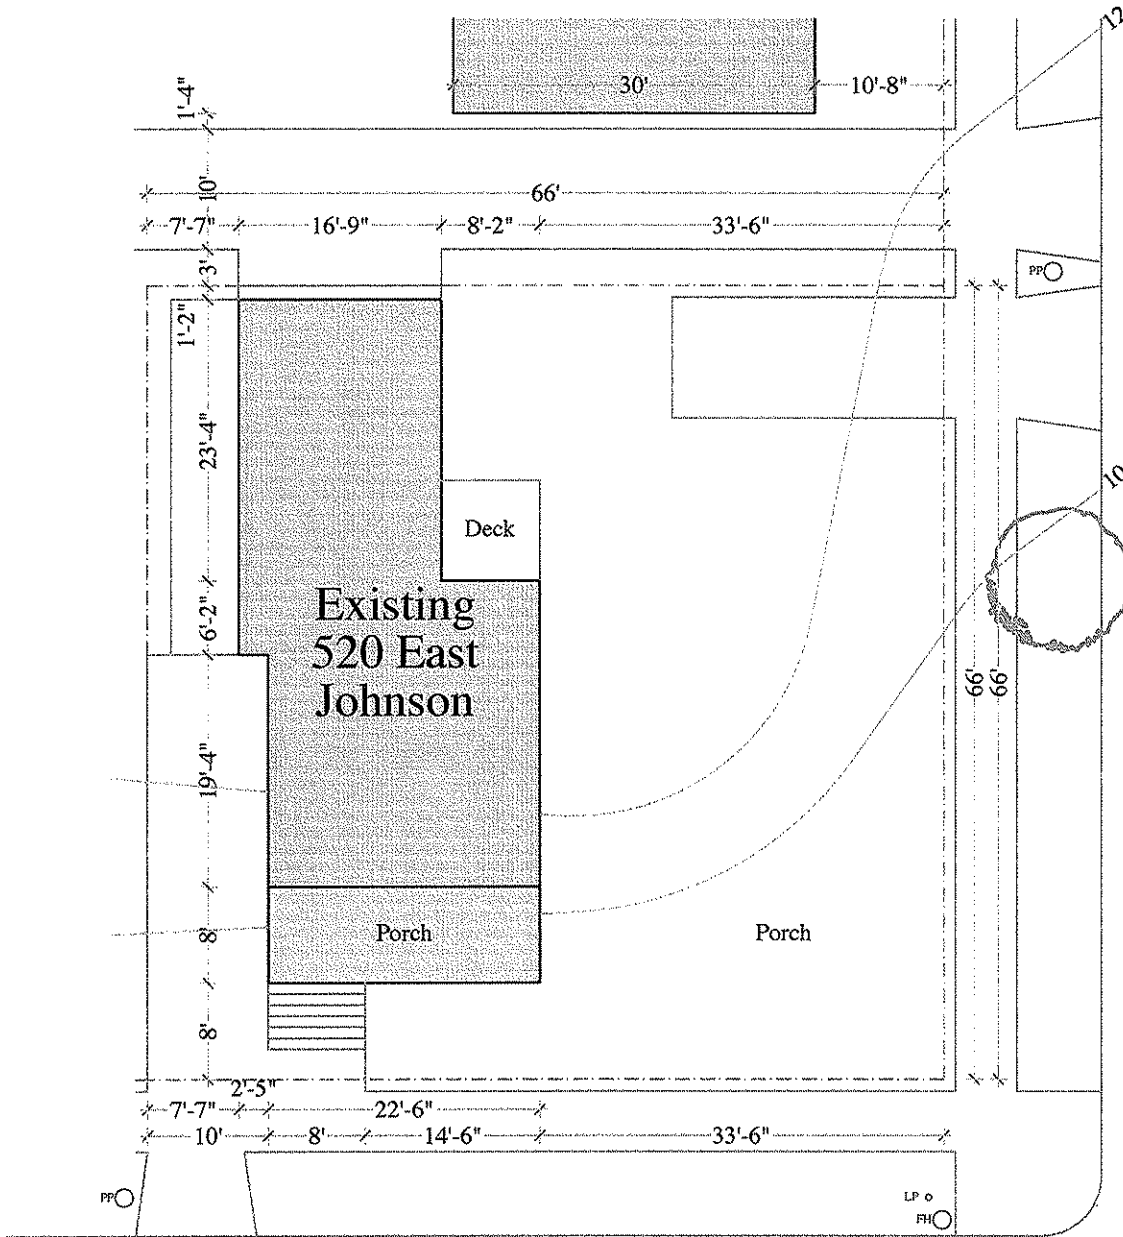 12
30'
10'-8"
1'-4"
10'
66'
7'-7"
16'-9"
8'-2"
33'-6"
3'
PP
1'-2"
23'-4"
10
Deck
6'-2"
Existing
520 East
Johnson
66'
66'
19'-4"
8'
Porch
Porch
8'
2'-5"
7'-7"
22'-6"
10'
8'
14'-6"
33'-6"
PP
LP
FH